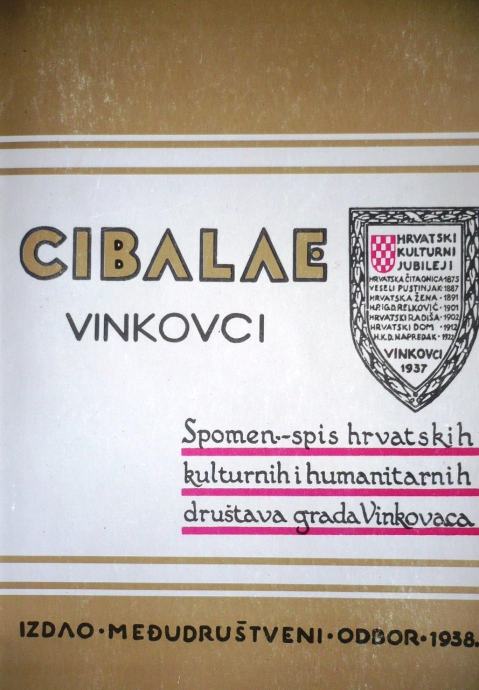 CIBALAE
VINKOVCI
HRVATSKI
KULTURNI
JUBILEJI
HRVATSKA ČITAONICA·1875
VESELI PUSTINJAK·1887
HRVATSKA ŽENA·1891
H.P.I G.D. RELKOVIĆ·1901
HRVATSKI RADIŠA·1902
HRVATSKI DOM·1912
H.K.D. NAPREDAK·1922
VINKOVCI
1937
Spomen-spis hrvatskih
kulturnih i humanitarnih
društava grada Vinkovaca
IZDAO·MEĐUDRUŠTVENI·ODBOR·1938.